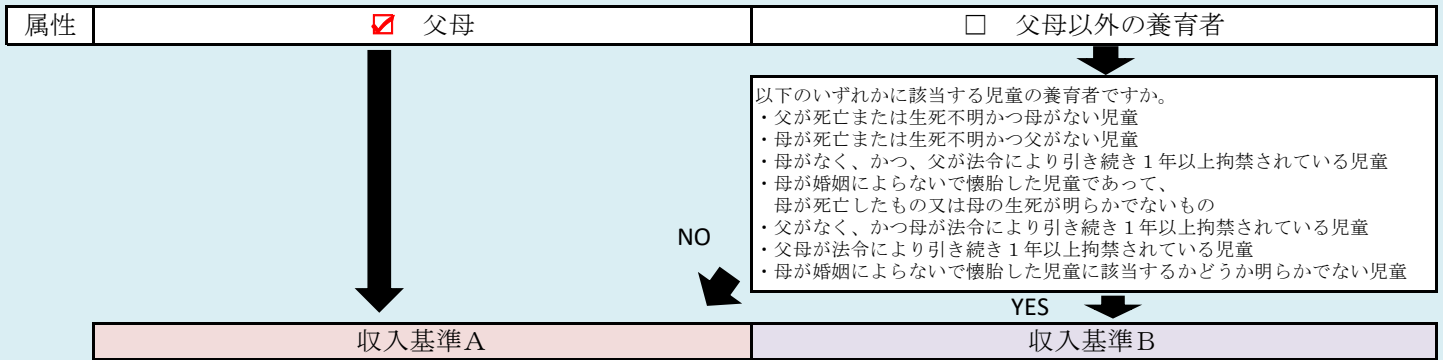 属性 ☑ 父母 □ 父母以外の養育者
以下のいずれかに該当する児童の養育者ですか。
・父が死亡または生死不明かつ母がない児童
・母が死亡または生死不明かつ父がない児童
・母がなく、かつ、父が法令により引き続き１年以上拘禁されている児童
・母が婚姻によらないで懐胎した児童であって、
母が死亡したもの又は母の生死が明らかでないもの
・父がなく、かつ母が法令により引き続き１年以上拘禁されている児童
・父母が法令により引き続き１年以上拘禁されている児童
・母が婚姻によらないで懐胎した児童に該当するかどうか明らかでない児童
NO
YES
収入基準Ａ 収入基準Ｂ